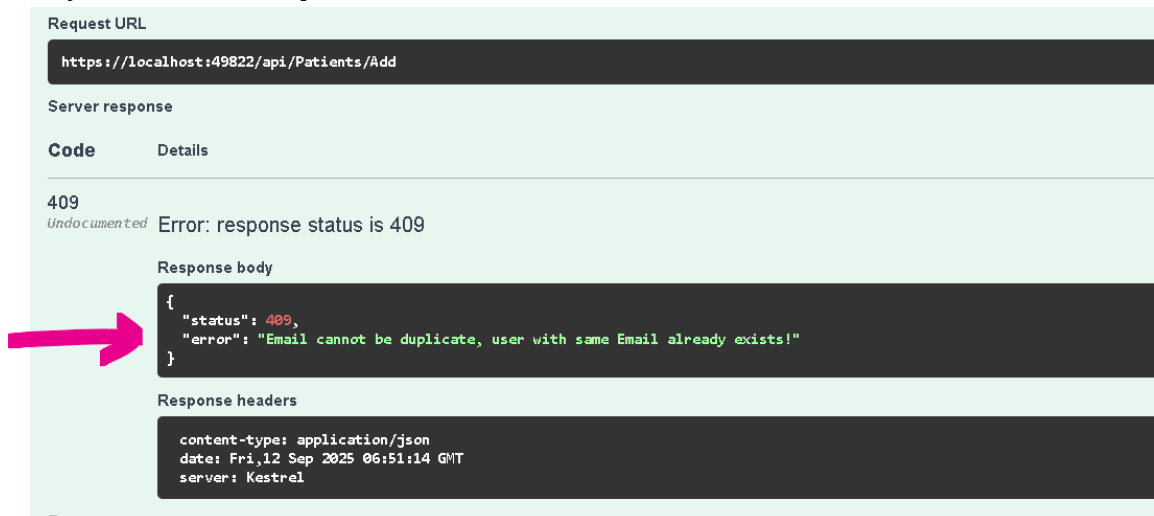 Request URL
https://localhost:49822/api/Patients/Add
Server response
Code Details
409
Undocumented Error: response status is 409
Response body
{
"status": 409,
"error": "Email cannot be duplicate, user with same Email already exists!"
}
Response headers
content-type: application/json
date: Fri,12 Sep 2025 06:51:14 GMT
server: Kestrel